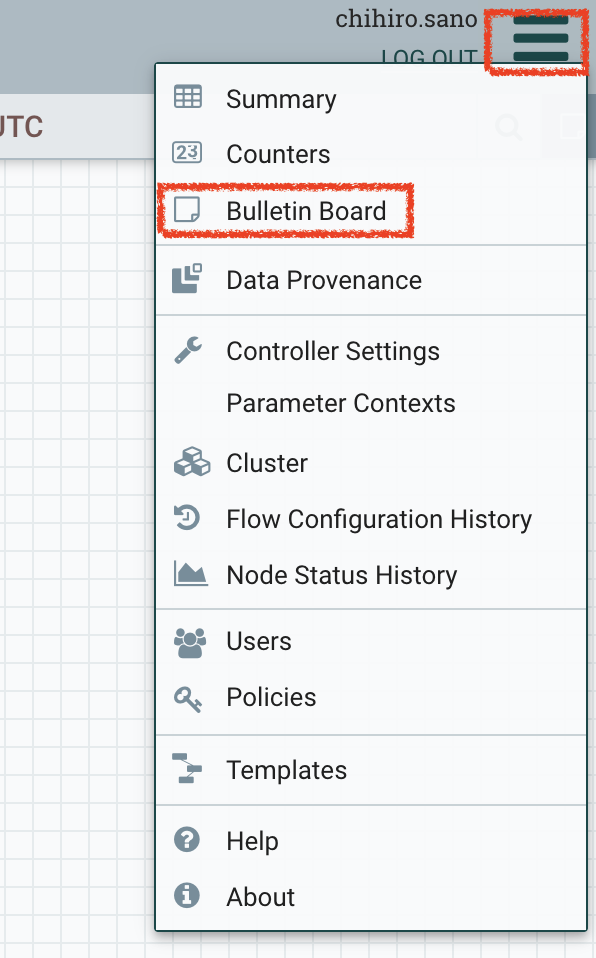 chihiro.sano
LOG OUT
UTC
Summary
23 Counters
Bulletin Board
Data Provenance
Controller Settings
Parameter Contexts
Cluster
Flow Configuration History
Node Status History
Users
Policies
Templates
? Help
i About